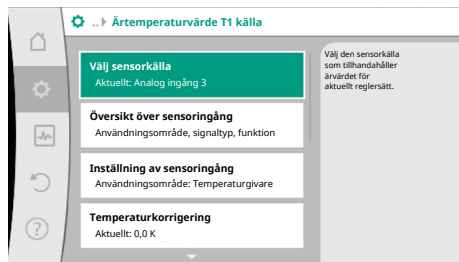 ..▸ Ärtemperaturvärde T1 källa
Välj sensorkälla
Aktuellt: Analog ingång 3
Översikt över sensoringång
Användningsområde, signaltyp, funktion
Inställning av sensoringång
Användningsområde: Temperaturgivare
Temperaturkorrigering
Aktuellt: 0,0 K
Välj den sensorkälla
som tillhandahåller
ärvärdet för
aktuellt reglersätt.
?